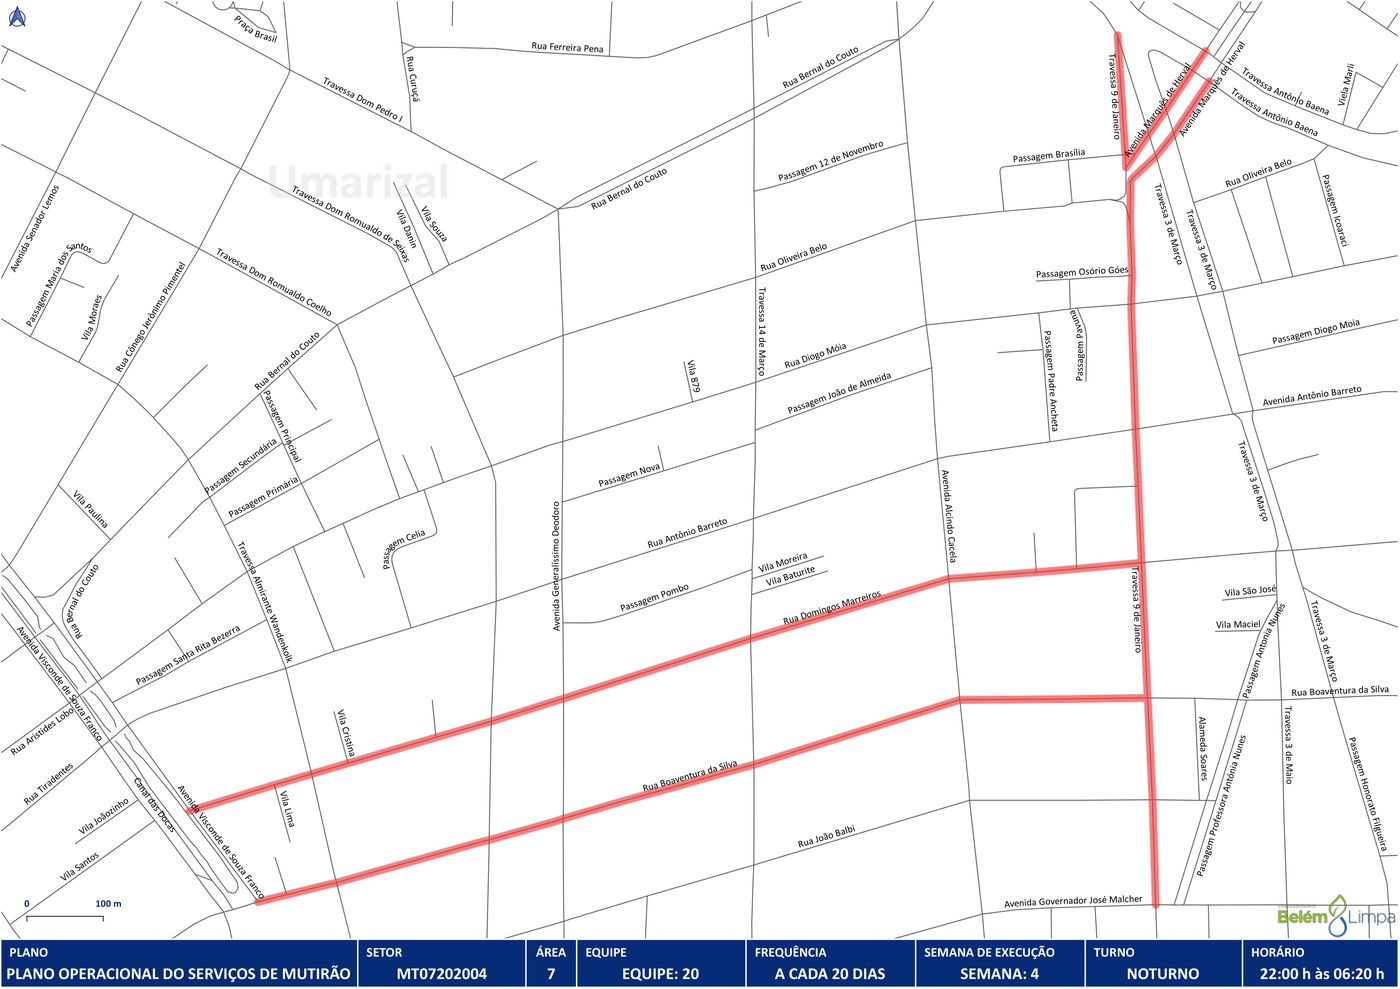 Praça Brasil
Rua Ferreira Pena
Rua Curuçá
Travessa Dom Pedro I
Rua Bernal do Couto
Travessa 9 de Janeiro
Avenida Marquês de Herval
Avenida Marquês de Herval
Travessa Antônio Baena
Travessa Antônio Baena
Viela Marli
Umarizal
Passagem 12 de Novembro
Passagem Brasília
Rua Oliveira Belo
Passagem Icoaraci
Rua Bernal do Couto
Travessa Dom Romualdo de Seixas
Vila Danin
Vila Souza
Avenida Senador Lemos
Travessa 3 de Março
Travessa 3 de Março
Passagem Maria dos Santos
Vila Moraes
Rua Cônego Jerônimo Pimentel
Travessa Dom Romualdo Coelho
Rua Oliveira Belo
Passagem Osório Góes
Travessa 14 de Março
Passagem Pavuna
Passagem Padre Ancheta
Passagem Diogo Moia
Rua Bernal do Couto
Rua Diogo Móia
Vila 879
Passagem João de Almeida
Avenida Antônio Barreto
Passagem Principal
Passagem Secundária
Passagem Primária
Passagem Nova
Travessa 3 de Março
Vila Paulina
Passagem Celia
Rua Antônio Barreto
Avenida Generalíssimo Deodoro
Avenida Alcindo Cacela
Vila Moreira
Vila Baturite
Passagem Pombo
Rua Domingos Marreiros
Travessa 9 de Janeiro
Vila São José
Vila Maciel
Passagem Antonia Nunes
Travessa 3 de Março
Rua Bernal do Couto
Travessa Almirante Wandenkolk
Passagem Santa Rita Bezerra
Avenida Visconde de Souza Franco
Rua Aristides Lobo
Rua Boaventura da Silva
Vila Cristina
Alameda Soares
Travessa 3 de Maio
Passagem Professora Antônia Nunes
Passagem Honorato Filgueira
Rua Tiradentes
Canal das Docas
Avenida Visconde de Souza Franco
Vila Joãozinho
Vila Lima
Rua Boaventura da Silva
Rua João Balbi
Vila Santos
Avenida Governador José Malcher
0 100 m
Belém Limpa
PLANO
PLANO OPERACIONAL DO SERVIÇOS DE MUTIRÃO
SETOR
MT07202004
ÁREA
7
EQUIPE
EQUIPE: 20
FREQUÊNCIA
A CADA 20 DIAS
SEMANA DE EXECUÇÃO
SEMANA: 4
TURNO
NOTURNO
HORÁRIO
22:00 h às 06:20 h